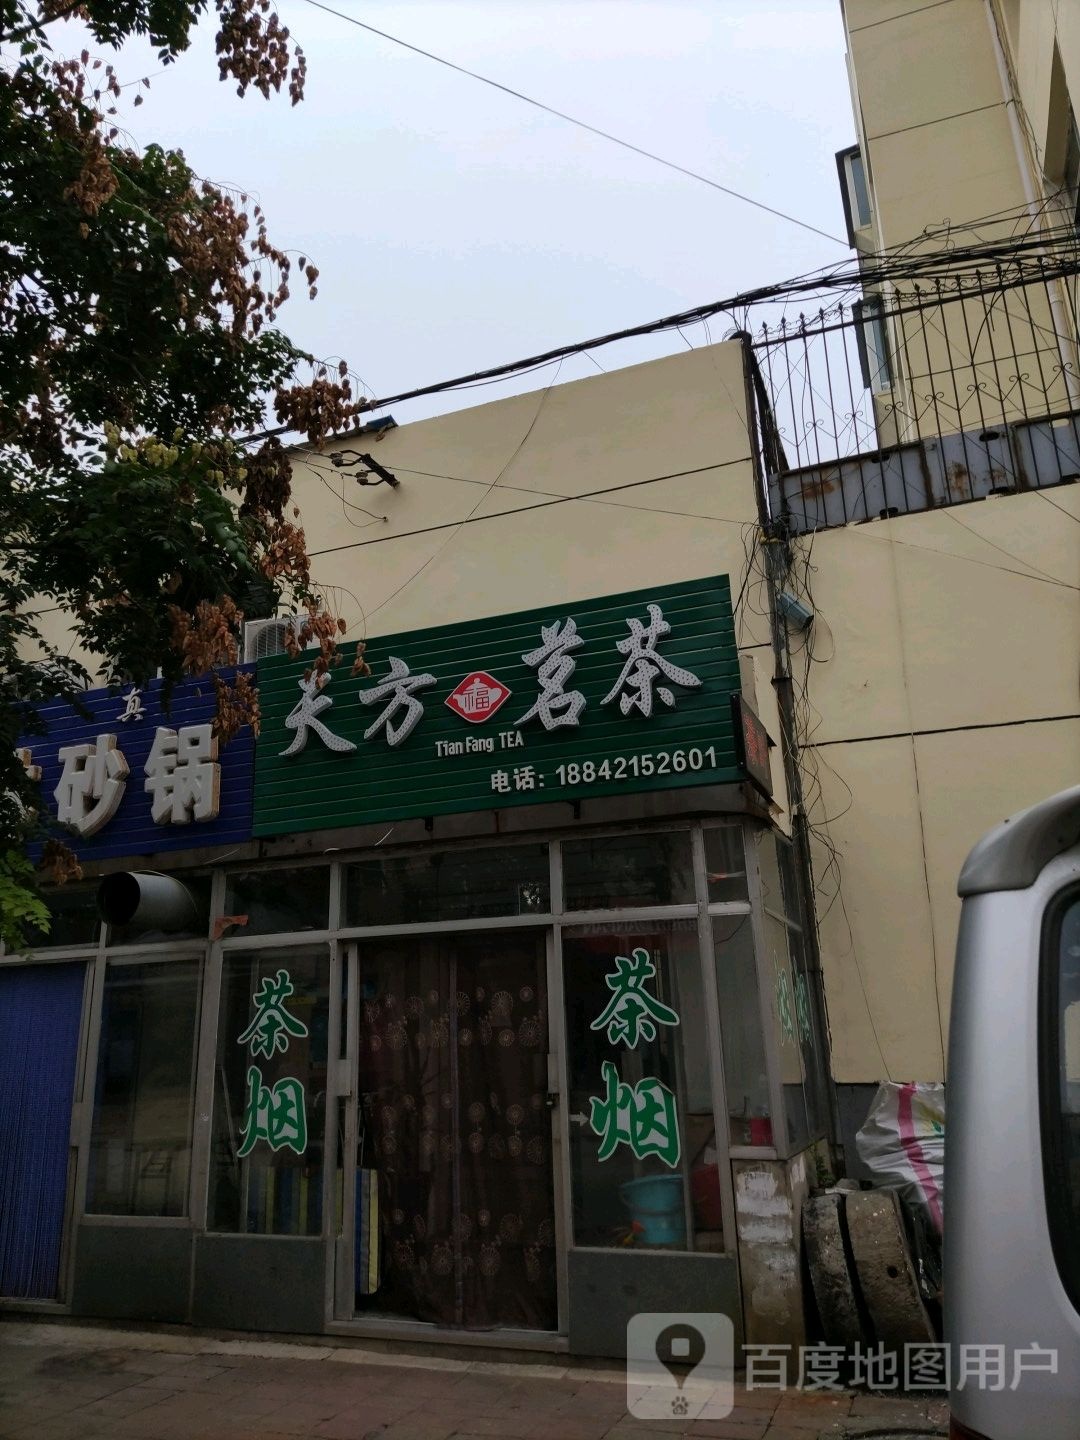 真
砂锅
天方 福 茗茶
Tian Fang TEA
电话：18842152601
茶烟
茶烟
百度地图用户